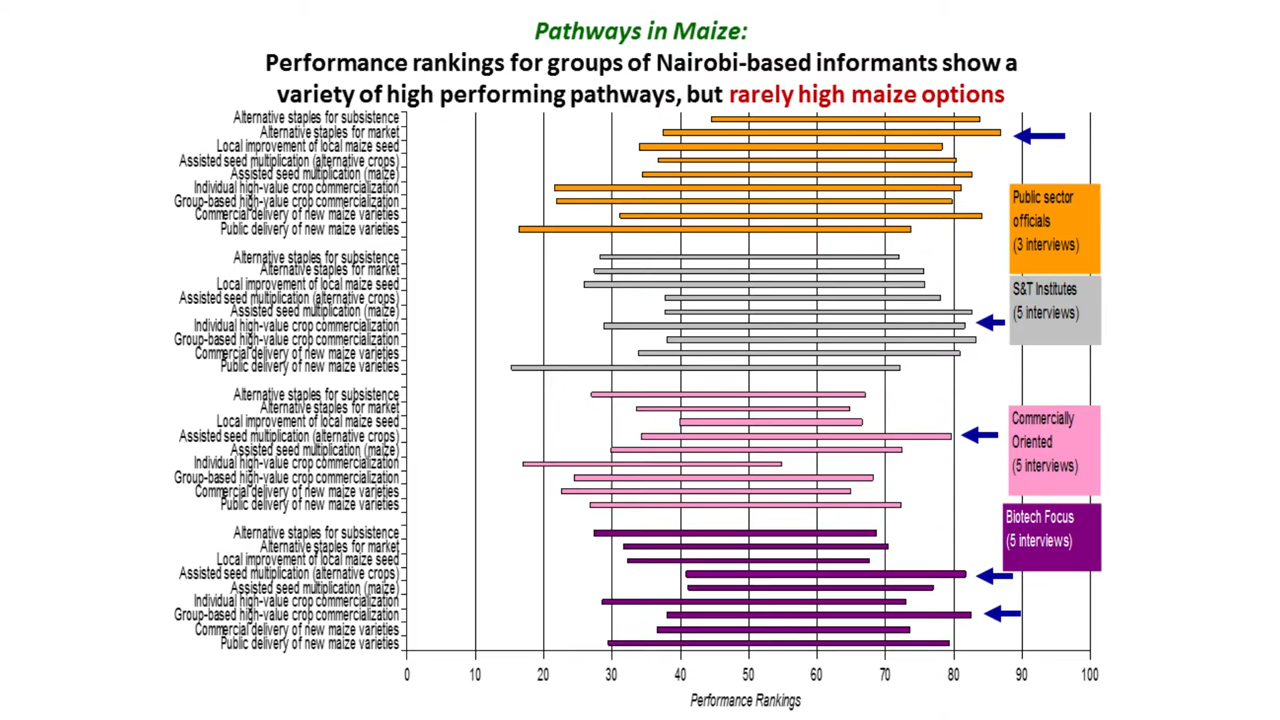 Pathways in Maize:
Performance rankings for groups of Nairobi-based informants show a
variety of high performing pathways, but rarely high maize options
Alternative staples for subsistence
Alternative staples for market
Local improvement of local maize seed
Assisted seed multiplication (alternative crops)
Assisted seed multiplication (maize)
Individual high-value crop commercialization
Group-based high-value crop commercialization
Commercial delivery of new maize varieties
Public delivery of new maize varieties
Public sector
officials
(3 interviews)
Alternative staples for subsistence
Alternative staples for market
Local improvement of local maize seed
Assisted seed multiplication (alternative crops)
Assisted seed multiplication (maize)
Individual high-value crop commercialization
Group-based high-value crop commercialization
Commercial delivery of new maize varieties
Public delivery of new maize varieties
S&T Institutes
(5 interviews)
Alternative staples for subsistence
Alternative staples for market
Local improvement of local maize seed
Assisted seed multiplication (alternative crops)
Assisted seed multiplication (maize)
Individual high-value crop commercialization
Group-based high-value crop commercialization
Commercial delivery of new maize varieties
Public delivery of new maize varieties
Commercially
Oriented
(5 interviews)
Alternative staples for subsistence
Alternative staples for market
Local improvement of local maize seed
Assisted seed multiplication (alternative crops)
Assisted seed multiplication (maize)
Individual high-value crop commercialization
Group-based high-value crop commercialization
Commercial delivery of new maize varieties
Public delivery of new maize varieties
Biotech Focus
(5 interviews)
0 10 20 30 40 50 60 70 80 90 100
Performance Rankings